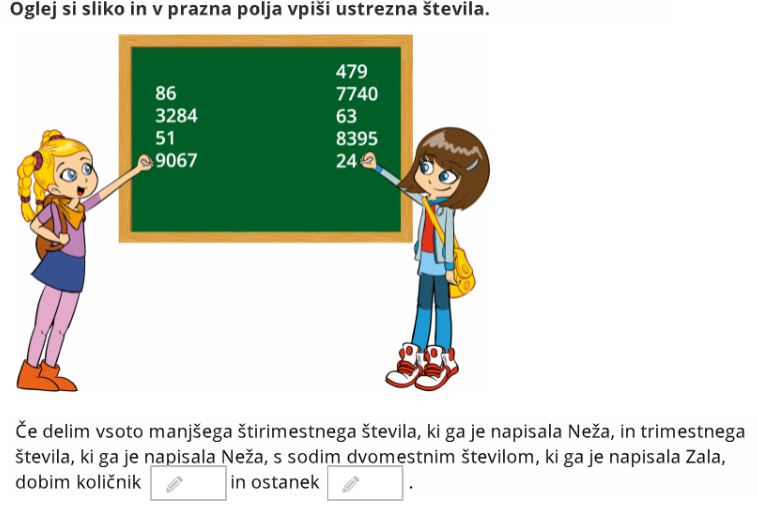 Oglej si sliko in v prazna polja vpiši ustrezna števila.
86
3284
51
9067
479
7740
63
8395
24
Če delim vsoto manjšega štirimestnega števila, ki ga je napisala Neža, in trimestnega
števila, ki ga je napisala Neža, s sodim dvomestnim številom, ki ga je napisala Zala,
dobim količnik in ostanek .